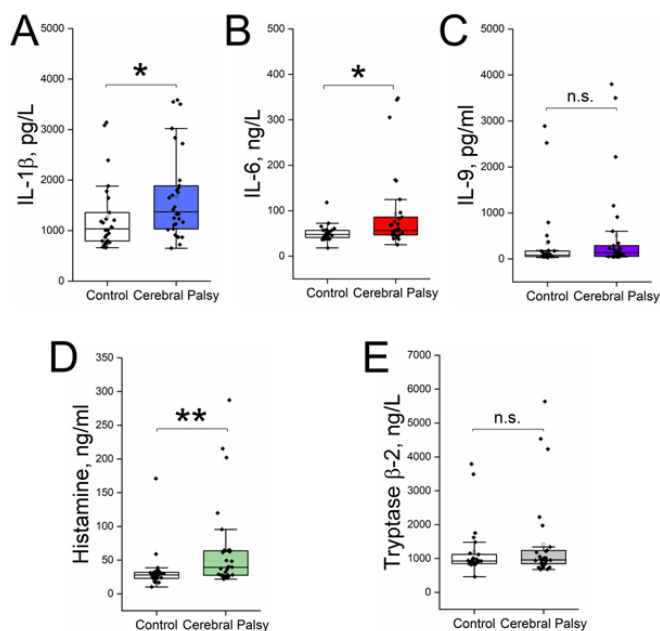 A
IL-1β, pg/L
5000
4000
3000
2000
1000
0
*
Control Cerebral Palsy
B
IL-6, ng/L
500
400
300
200
100
0
*
Control Cerebral Palsy
C
IL-9, pg/ml
5000
4000
3000
2000
1000
0
n.s.
Control Cerebral Palsy
D
Histamine, ng/ml
350
300
250
200
150
100
50
0
**
Control Cerebral Palsy
E
Tryptase β-2, ng/L
7000
6000
5000
4000
3000
2000
1000
0
n.s.
Control Cerebral Palsy